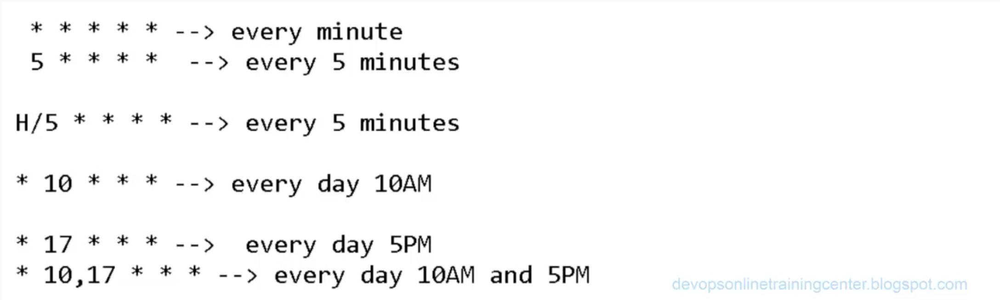 * * * * * --> every minute
5 * * * *  --> every 5 minutes
H/5 * * * * --> every 5 minutes
* 10 * * * --> every day 10AM
* 17 * * * -->  every day 5PM
* 10,17 * * * --> every day 10AM and 5PM
devopsonlinetrainingcenter.blogspot.com